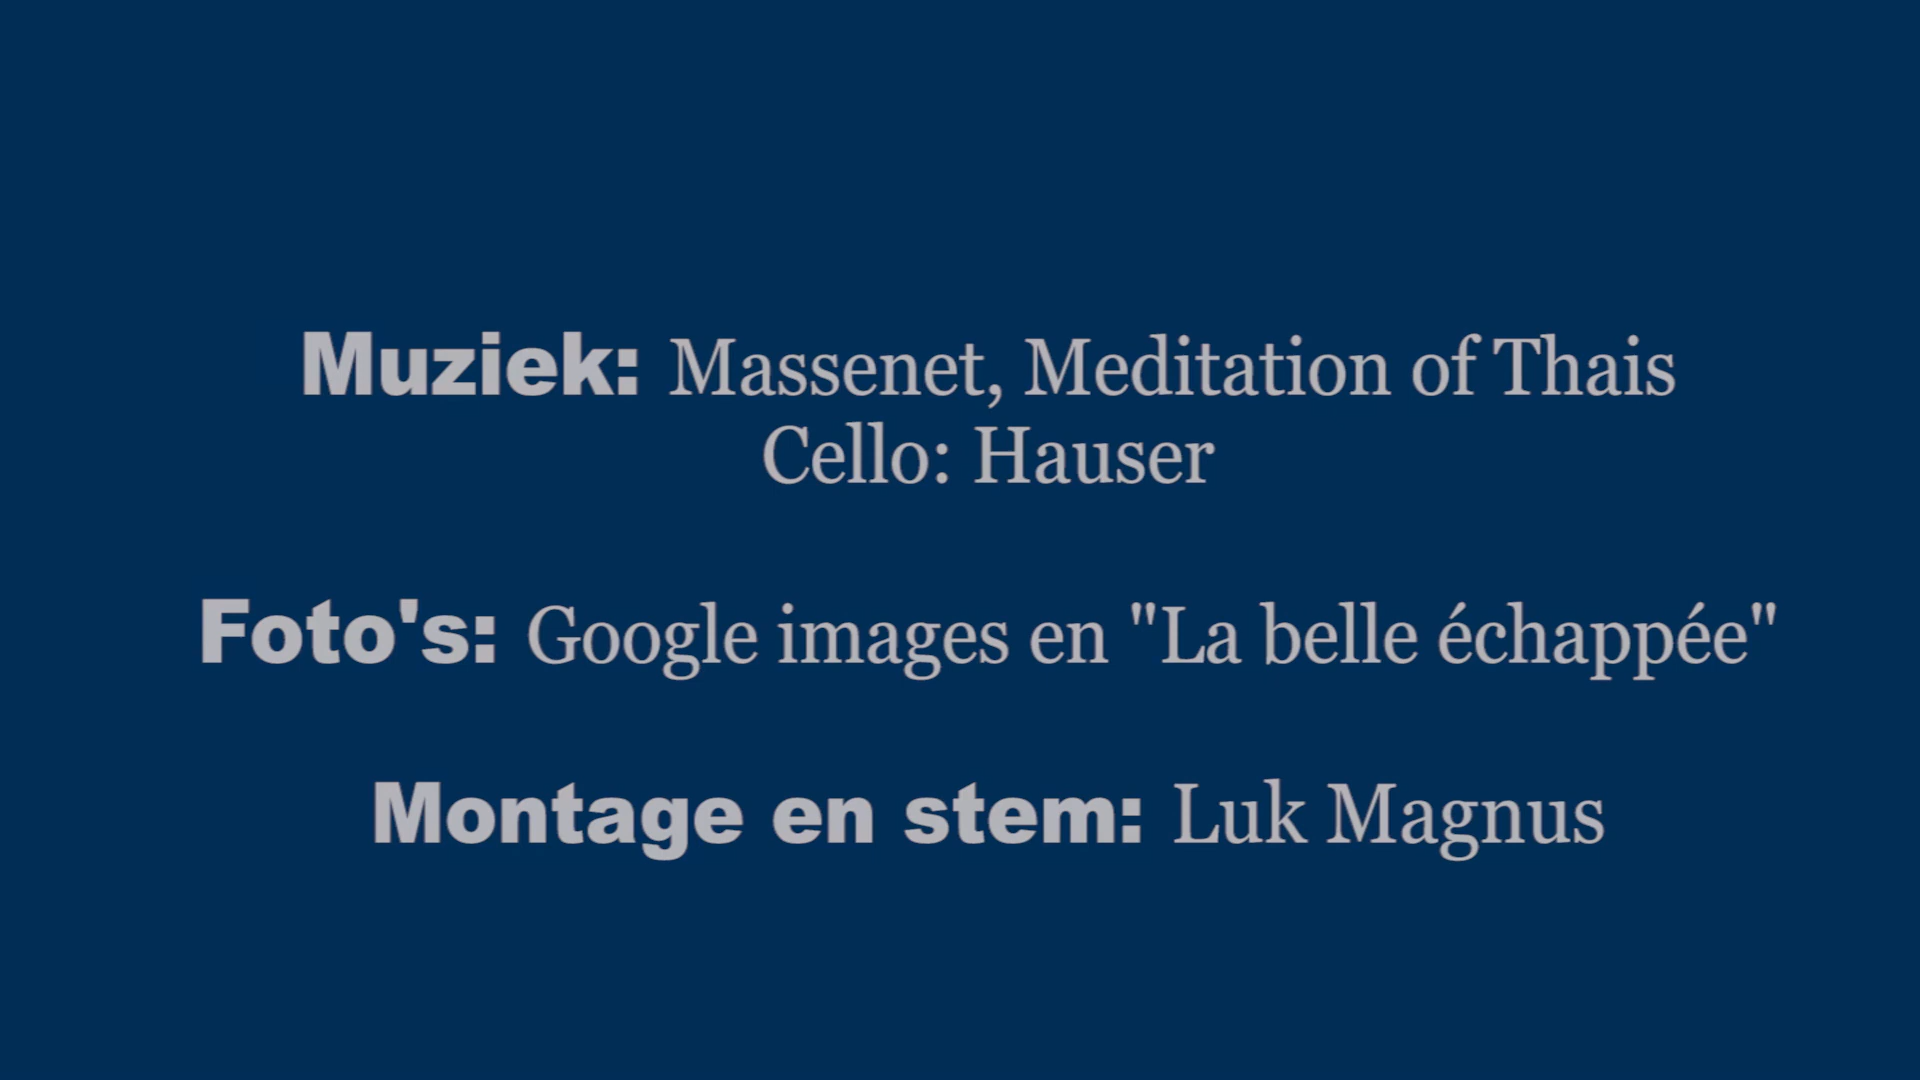 Muziek: Massenet, Meditation of Thais
Cello: Hauser
Foto's: Google images en "La belle échappée"
Montage en stem: Luk Magnus